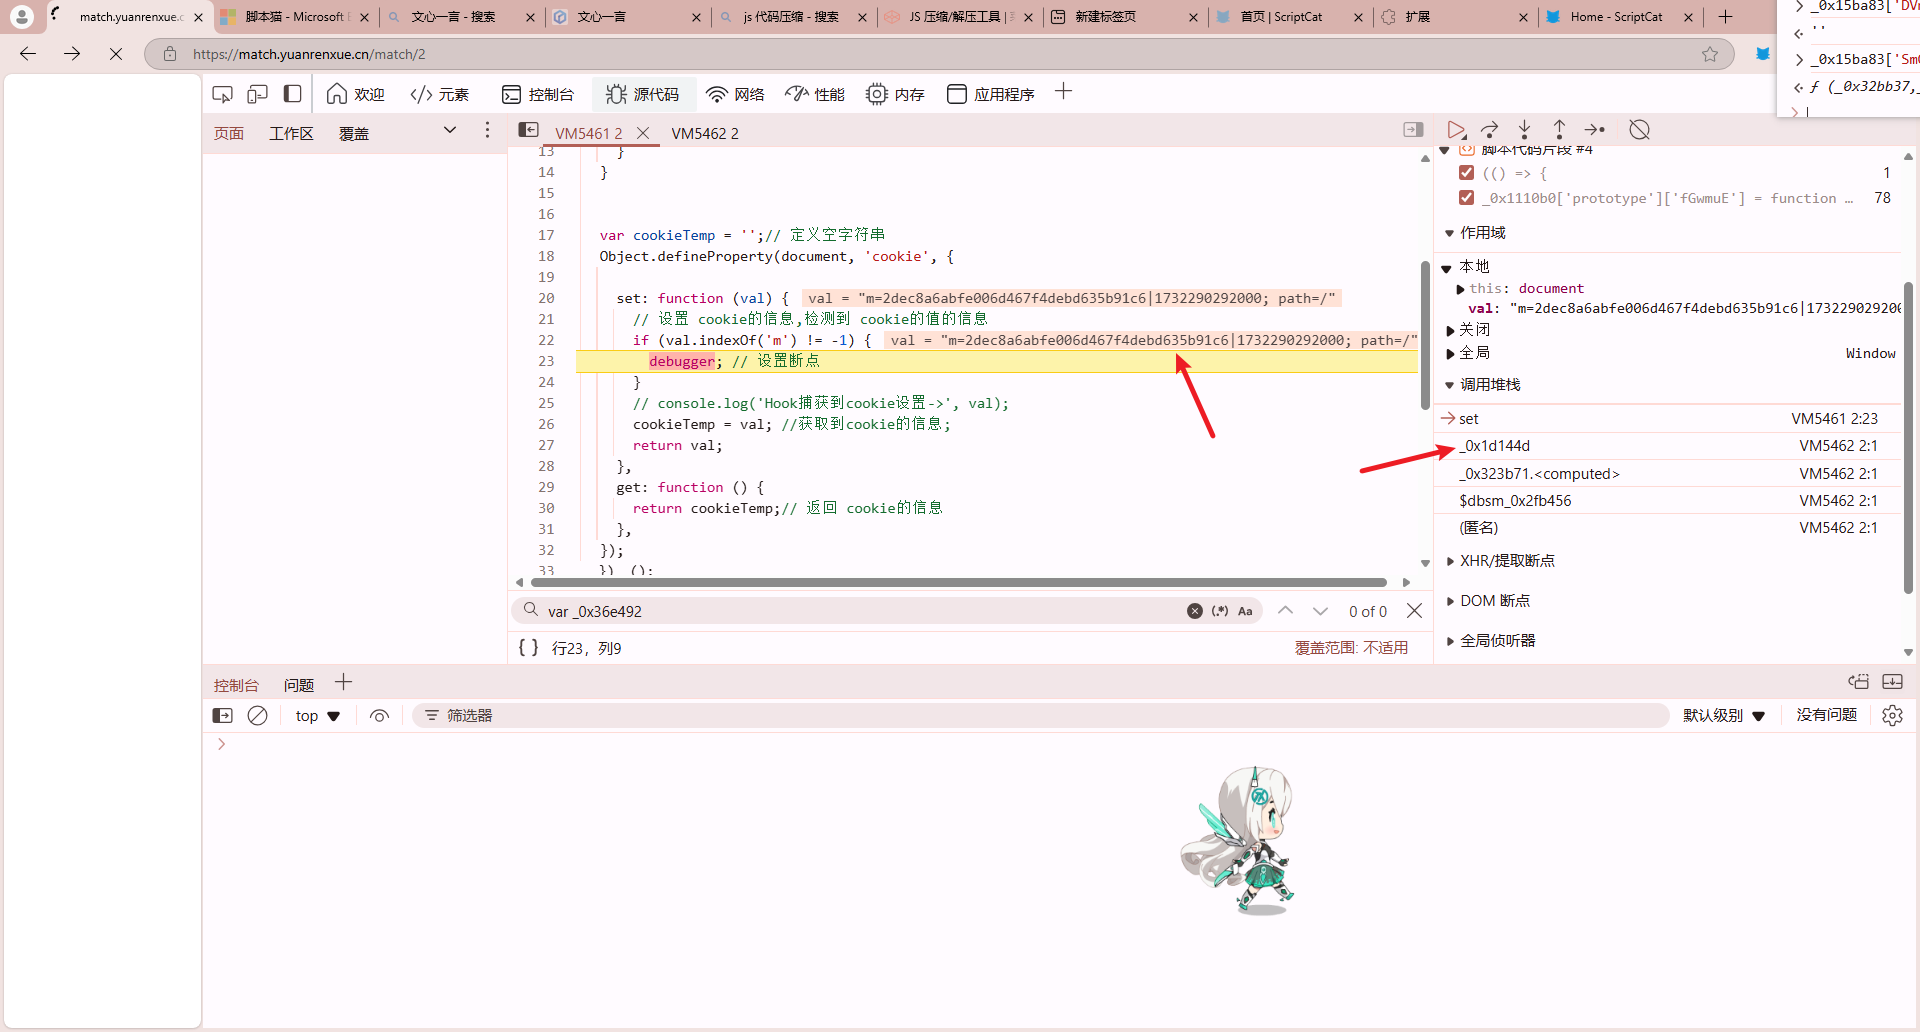 match.yuanrenxue.c
脚本猫 - Microsoft E
文心一言 - 搜索
文心一言
js 代码压缩 - 搜索
JS 压缩/解压工具 |
新建标签页
首页 | ScriptCat
扩展
Home - ScriptCat
https://match.yuanrenxue.cn/match/2
_0x15ba83['DV
''
_0x15ba83['Sm
ƒ (_0x32bb37,
欢迎
元素
控制台
源代码
网络
性能
内存
应用程序
页面
工作区
覆盖
VM5461 2
VM5462 2
13 }
14 }
15
16
17 var cookieTemp = '';// 定义空字符串
18 Object.defineProperty(document, 'cookie', {
19
20 set: function (val) { val = "m=2dec8a6abfe006d467f4debd635b91c6|1732290292000; path=/"
21 // 设置 cookie的信息,检测到 cookie的值的信息
22 if (val.indexOf('m') != -1) { val = "m=2dec8a6abfe006d467f4debd635b91c6|1732290292000; path=/"
23 debugger; // 设置断点
24 }
25 // console.log('Hook捕获到cookie设置->', val);
26 cookieTemp = val; //获取到cookie的信息;
27 return val;
28 },
29 get: function () {
30 return cookieTemp;// 返回 cookie的信息
31 },
32 });
33 }) ();
var _0x36e492
(.*)
Aa
0 of 0
{ } 行23，列9
覆盖范围: 不适用
脚本代码片段 #4
(() => { 1
_0x1110b0['prototype']['fGwmuE'] = function … 78
作用域
本地
this: document
val: "m=2dec8a6abfe006d467f4debd635b91c6|173229029200
关闭
全局 Window
调用堆栈
set VM5461 2:23
_0x1d144d VM5462 2:1
_0x323b71.<computed> VM5462 2:1
$dbsm_0x2fb456 VM5462 2:1
(匿名) VM5462 2:1
XHR/提取断点
DOM 断点
全局侦听器
控制台
问题
top
筛选器
默认级别
没有问题